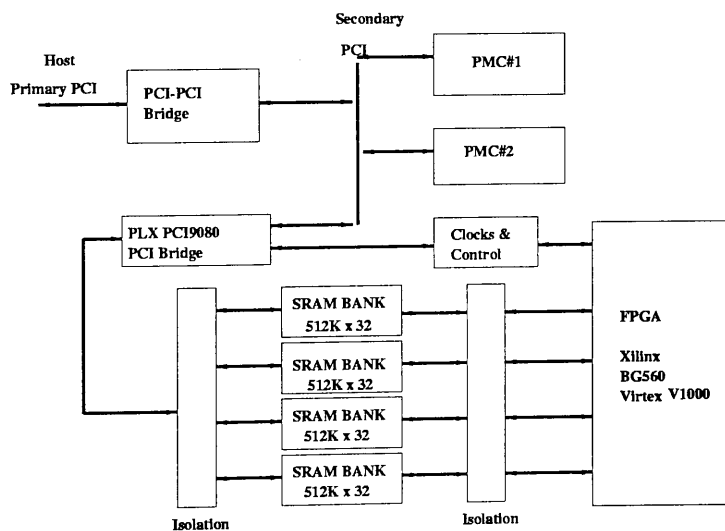 Secondary
PCI
Host
Primary PCI
PCI-PCI
Bridge
PMC#1
PMC#2
PLX PCI9080
PCI Bridge
Clocks &
Control
SRAM BANK
512K x 32
SRAM BANK
512K x 32
SRAM BANK
512K x 32
SRAM BANK
512K x 32
FPGA
Xilinx
BG560
Virtex V1000
Isolation
Isolation